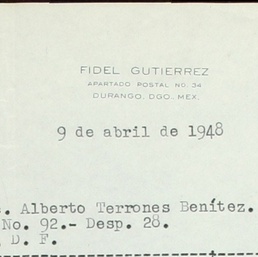 FIDEL GUTIERREZ
APARTADO POSTAL NO. 34
DURANGO, DGO. MEX.
9 de abril de 1948
. Alberto Terrones Benítez.
No. 92.- Desp. 28.
D. F.